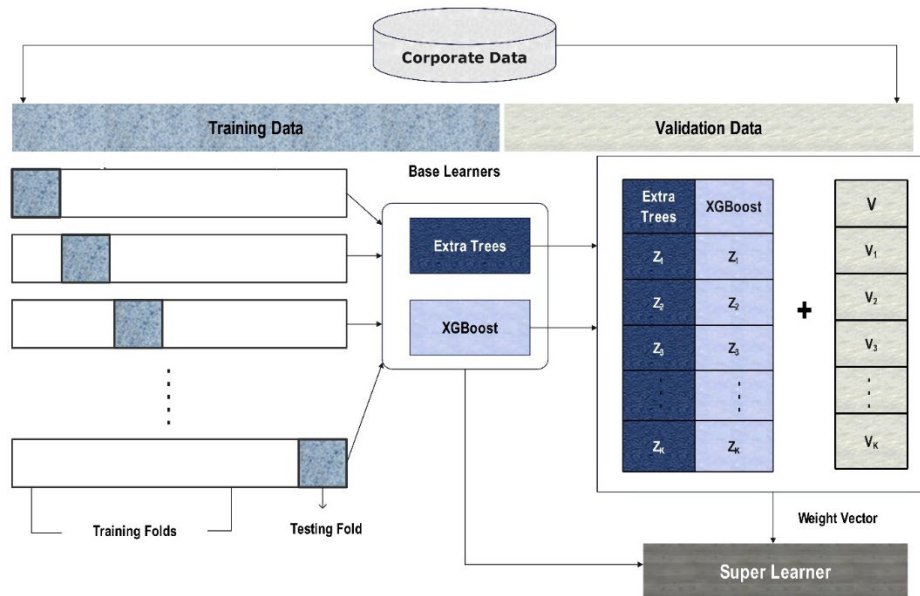 Corporate Data
Training Data
Validation Data
Base Learners
Extra
Trees
XGBoost
V
Extra Trees
Z₁
Z₁
V₁
XGBoost
Z₂
Z₂
+
V₂
Z₃
Z₃
V₃
Zₖ
Zₖ
Vₖ
Training Folds
Testing Fold
Weight Vector
Super Learner